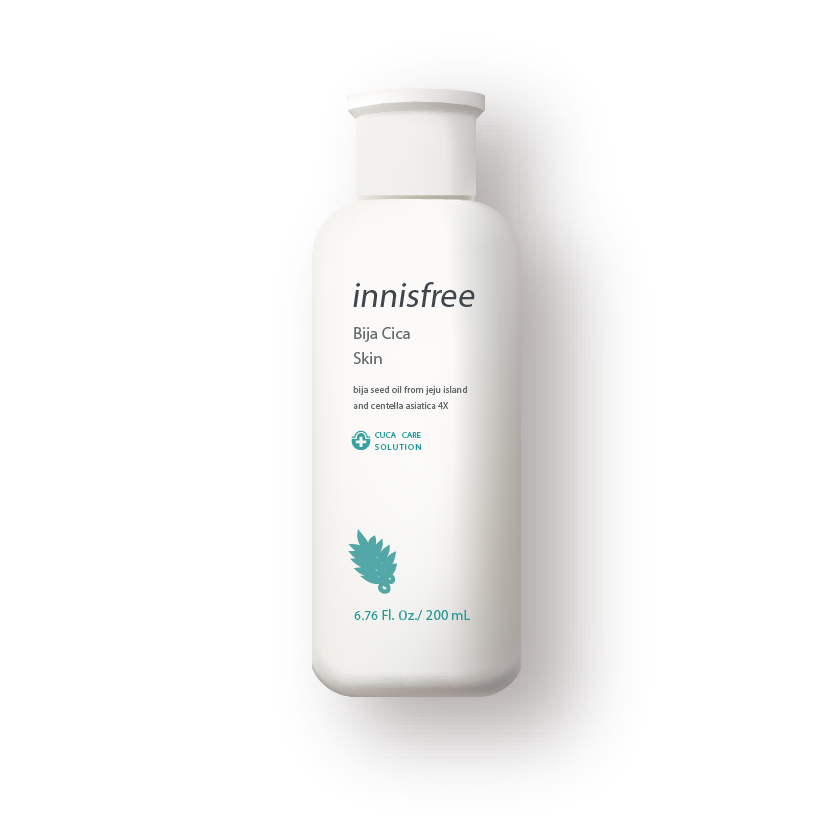 innisfree
Bija Cica
Skin
bija seed oil from jeju island
and centella asiatica 4X
CUCA CARE
SOLUTION
6.76 Fl. Oz./ 200 mL